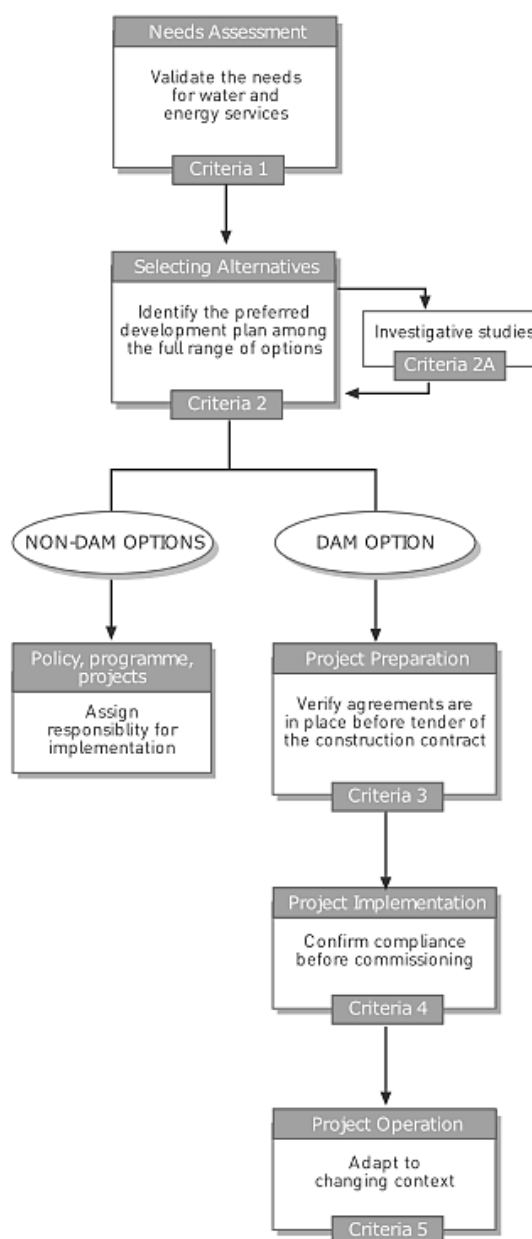 Needs Assessment
Validate the needs
for water and
energy services
Criteria 1
Selecting Alternatives
Identify the preferred
development plan among
the full range of options
Criteria 2
Investigative studies
Criteria 2A
NON-DAM OPTIONS
DAM OPTION
Policy, programme,
projects
Assign
responsiblity for
implementation
Project Preparation
Verify agreements are
in place before tender of
the construction contract
Criteria 3
Project Implementation
Confirm compliance
before commissioning
Criteria 4
Project Operation
Adapt to
changing context
Criteria 5